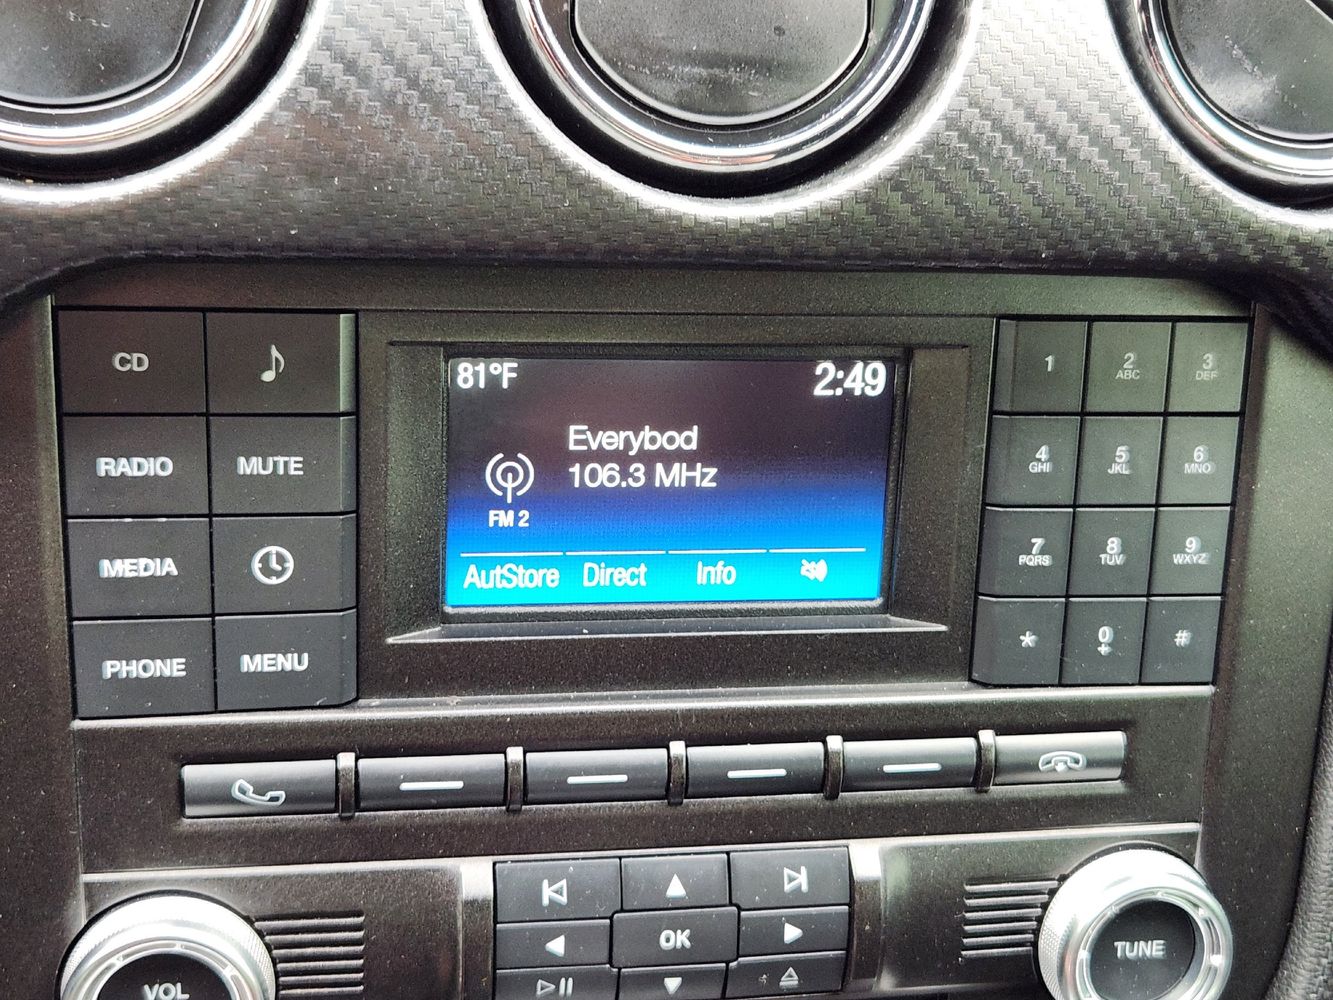 81°F 2:49
Everybod
106.3 MHz
FM 2
AutStore Direct Info
CD
RADIO MUTE
MEDIA
PHONE MENU
1 2 ABC 3 DEF
4 GHI 5 JKL 6 MNO
7 PQRS 8 TUV 9 WXYZ
* 0 + #
OK
VOL
TUNE